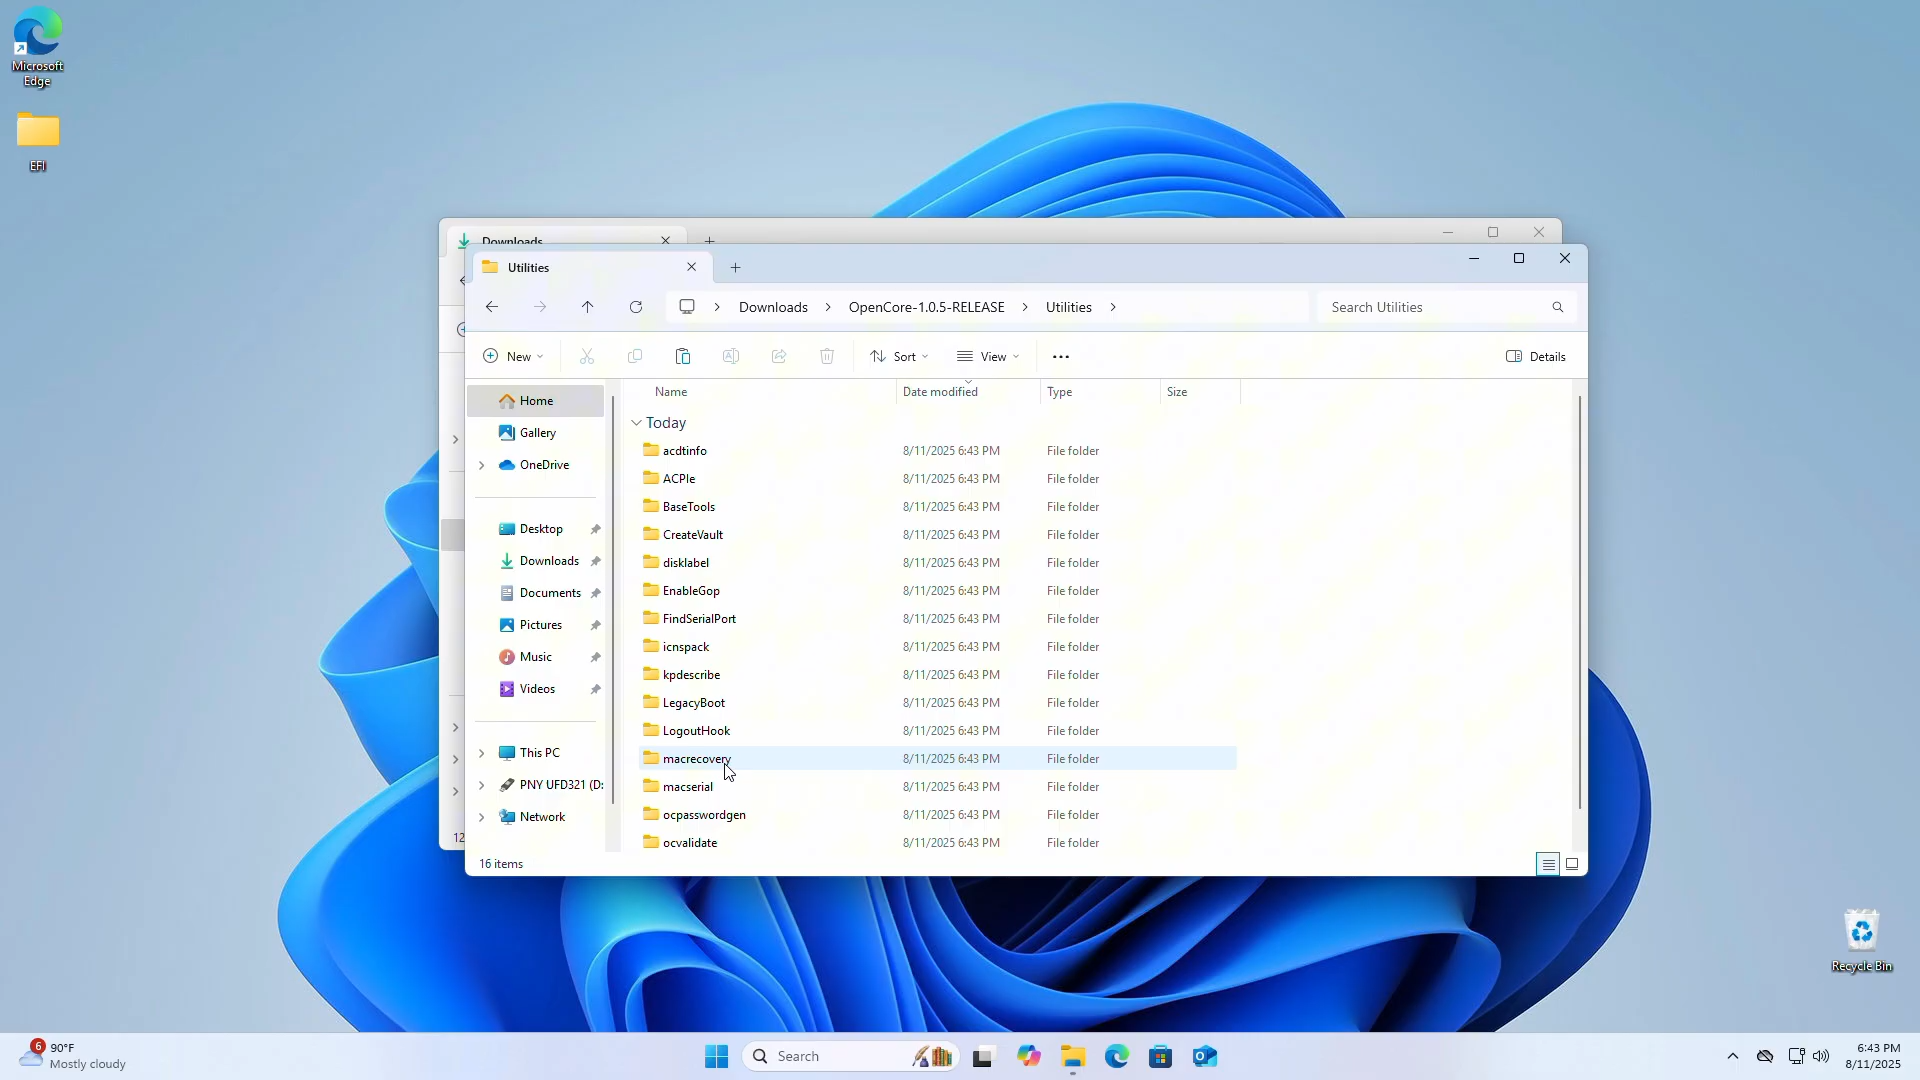 Microsoft
Edge
EFI
Downloads
Utilities
Downloads
OpenCore-1.0.5-RELEASE
Utilities
Search Utilities
New
Sort
View
Details
Home
Gallery
OneDrive
Desktop
Downloads
Documents
Pictures
Music
Videos
This PC
PNY UFD321 (D:
Network
Name Date modified Type Size
Today
acdtinfo 8/11/2025 6:43 PM File folder
ACPIe 8/11/2025 6:43 PM File folder
BaseTools 8/11/2025 6:43 PM File folder
CreateVault 8/11/2025 6:43 PM File folder
disklabel 8/11/2025 6:43 PM File folder
EnableGop 8/11/2025 6:43 PM File folder
FindSerialPort 8/11/2025 6:43 PM File folder
icnspack 8/11/2025 6:43 PM File folder
kpdescribe 8/11/2025 6:43 PM File folder
LegacyBoot 8/11/2025 6:43 PM File folder
LogoutHook 8/11/2025 6:43 PM File folder
macrecovery 8/11/2025 6:43 PM File folder
macserial 8/11/2025 6:43 PM File folder
ocpasswordgen 8/11/2025 6:43 PM File folder
ocvalidate 8/11/2025 6:43 PM File folder
12
16 items
Recycle Bin
6
90°F
Mostly cloudy
Search
6:43 PM
8/11/2025